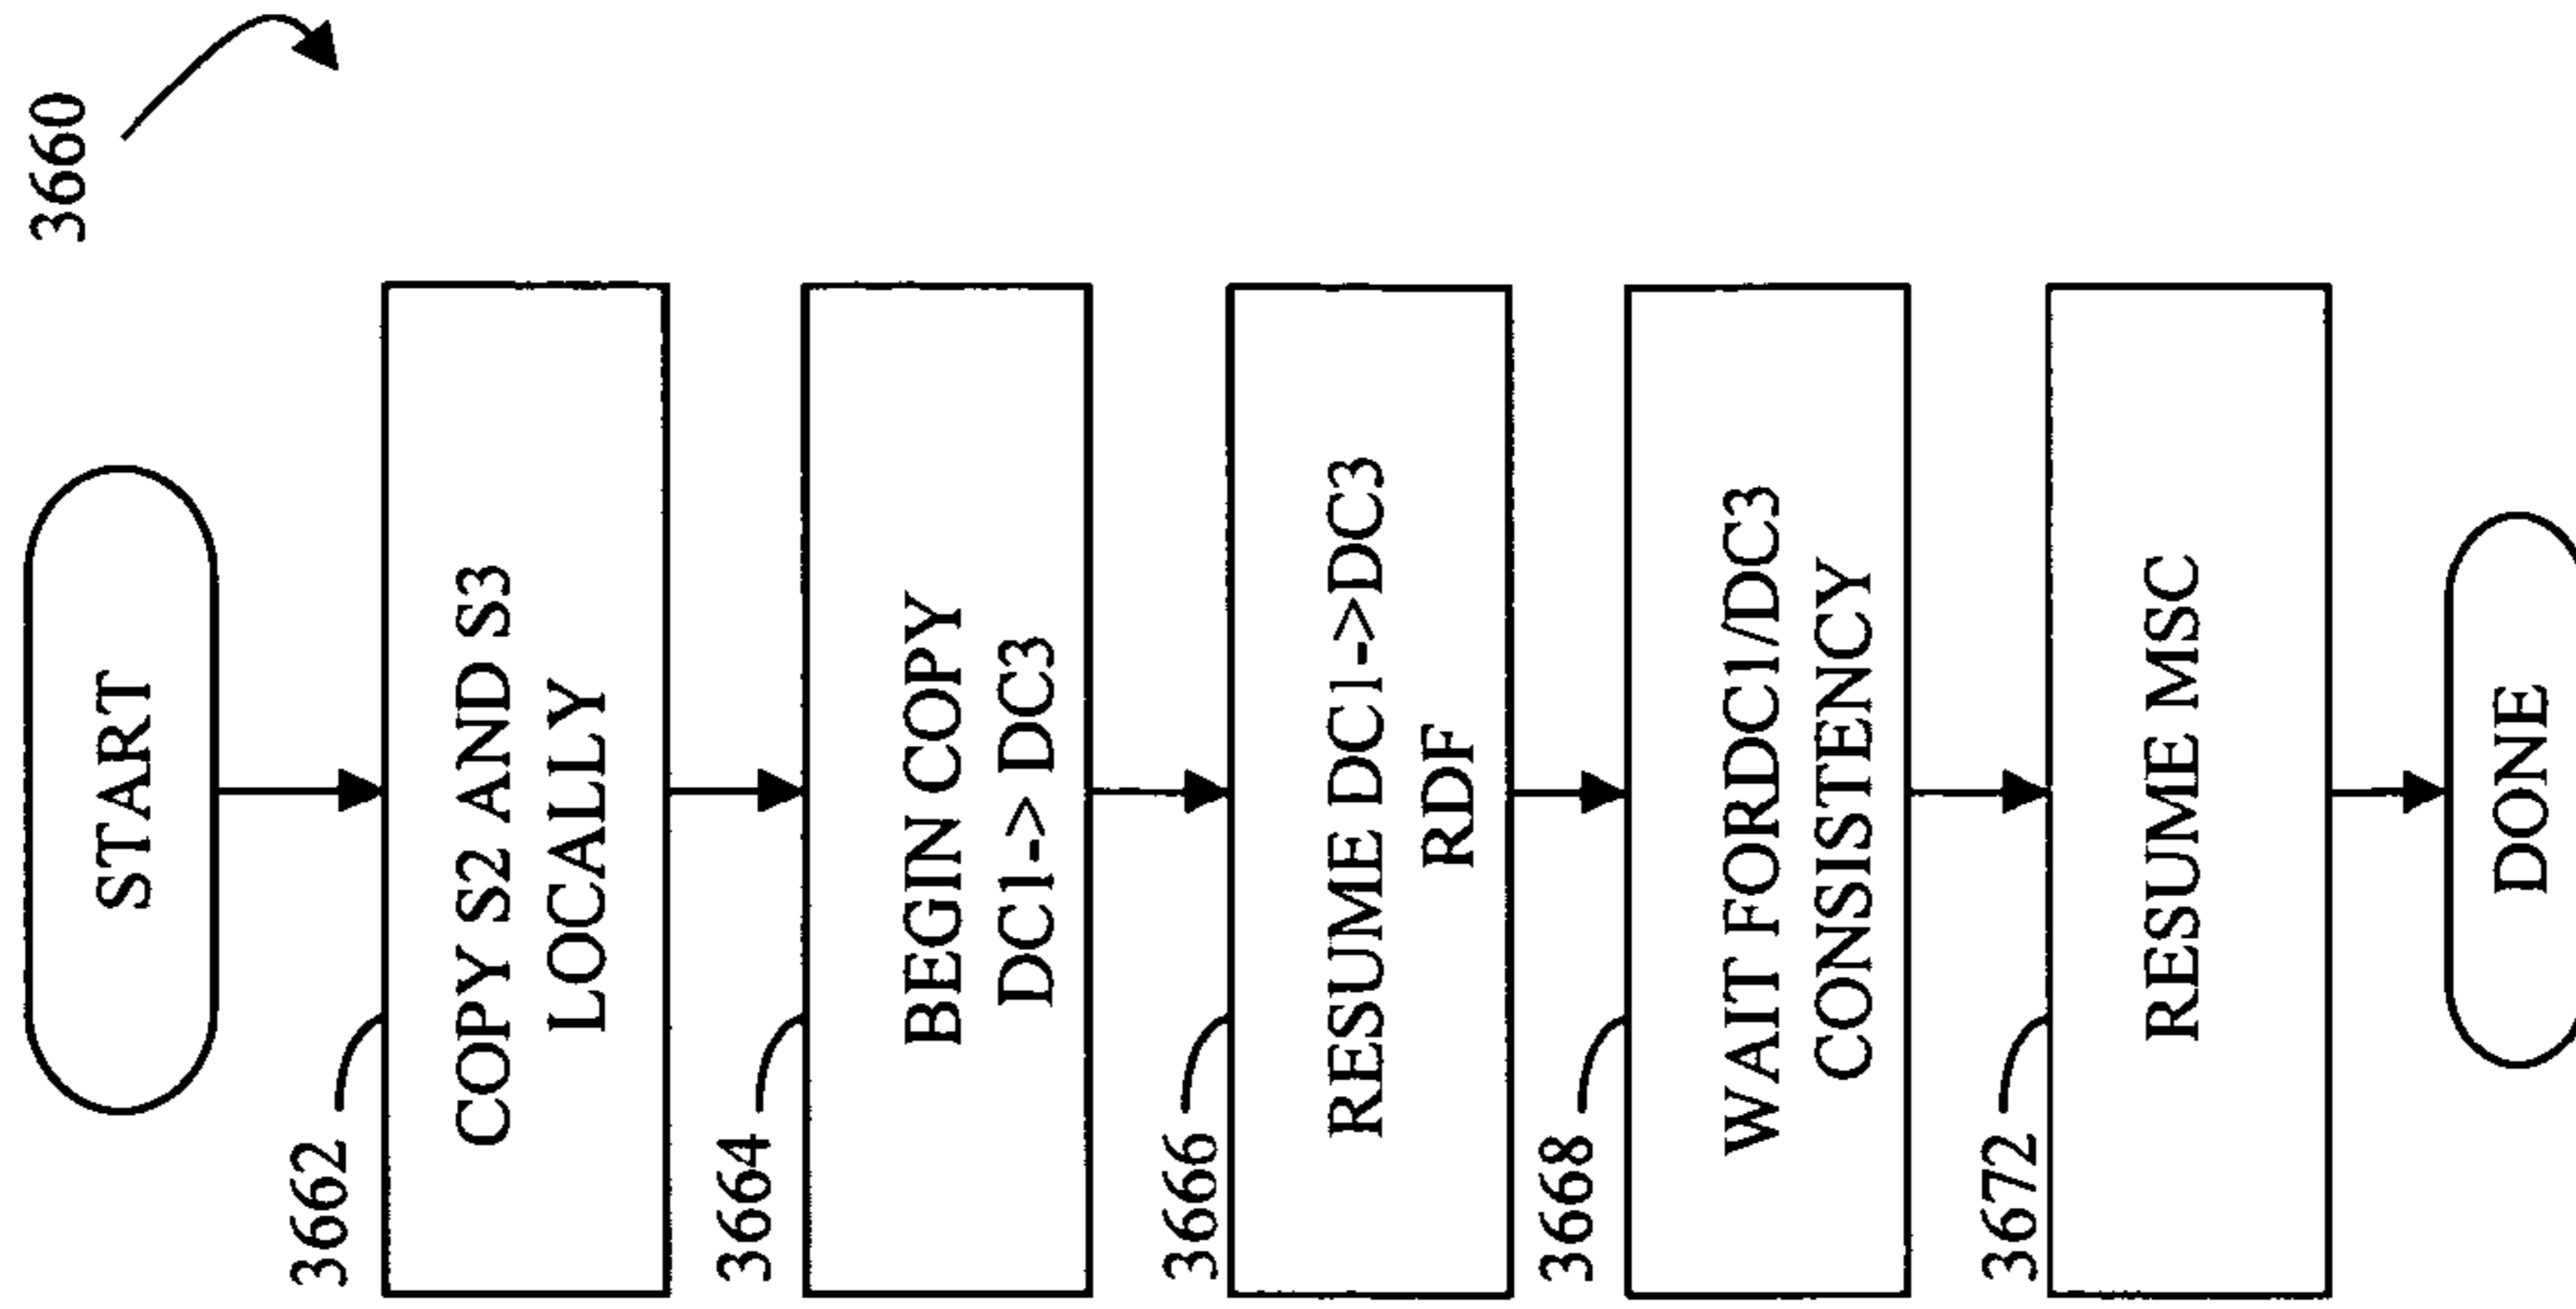 3660
START
3662
COPY S2 AND S3
LOCALLY
3664
BEGIN COPY
DC1-> DC3
3666
RESUME DC1->DC3
RDF
3668
WAIT FORDC1/DC3
CONSISTENCY
3672
RESUME MSC
DONE